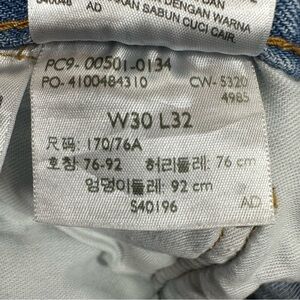 540046
AD
DENGAN WARNA
KAN SABUN CUCI CAIR.
PC9- 00501-0134
PO- 4100484310 CW- 5320
4985
W30 L32
尺码: 170/76A
호칭: 76-92 허리둘레: 76 cm
엉덩이둘레: 92 cm
S40196 AD